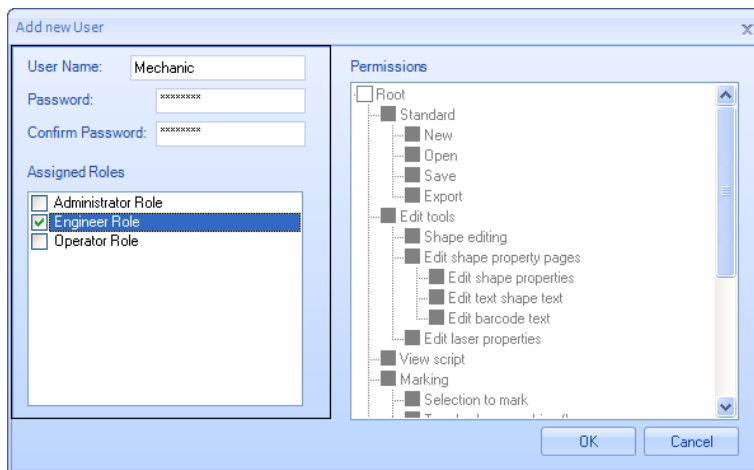 Add new User
User Name: Mechanic
Password: xxxxxxxx
Confirm Password: xxxxxxxx
Assigned Roles
Administrator Role
Engineer Role
Operator Role
Permissions
Root
Standard
New
Open
Save
Export
Edit tools
Shape editing
Edit shape property pages
Edit shape properties
Edit text shape text
Edit barcode text
Edit laser properties
View script
Marking
Selection to mark
OK Cancel